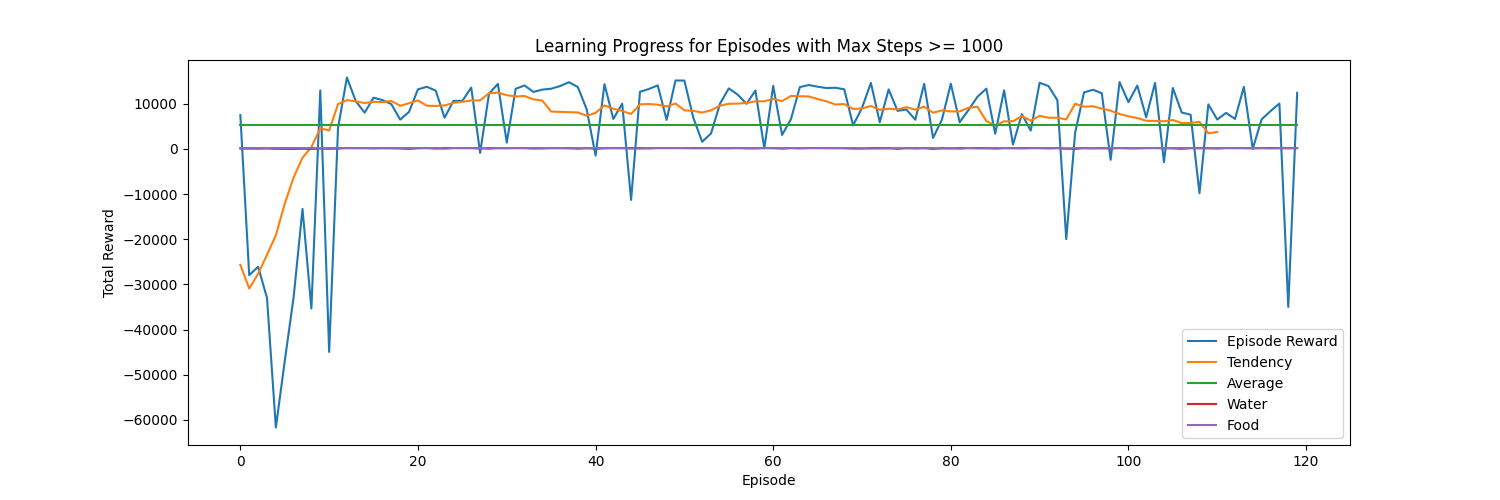 Learning Progress for Episodes with Max Steps >= 1000
Total Reward
10000
0
−10000
−20000
−30000
−40000
−50000
−60000
0 20 40 60 80 100 120
Episode
Episode Reward
Tendency
Average
Water
Food